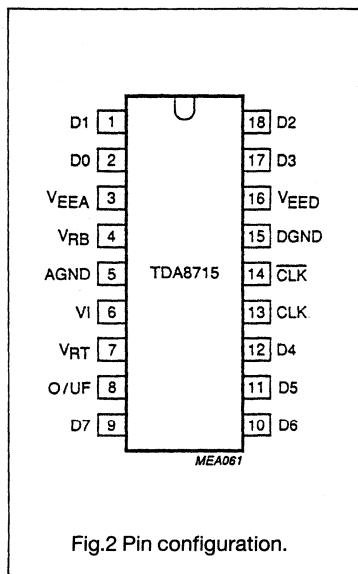 D1 1 18 D2
D0 2 17 D3
VEEA 3 16 VEED
VRB 4 15 DGND
AGND 5 TDA8715 14 C̅L̅K̅
VI 6 13 CLK
VRT 7 12 D4
O/UF 8 11 D5
D7 9 10 D6
MEA061
Fig.2 Pin configuration.